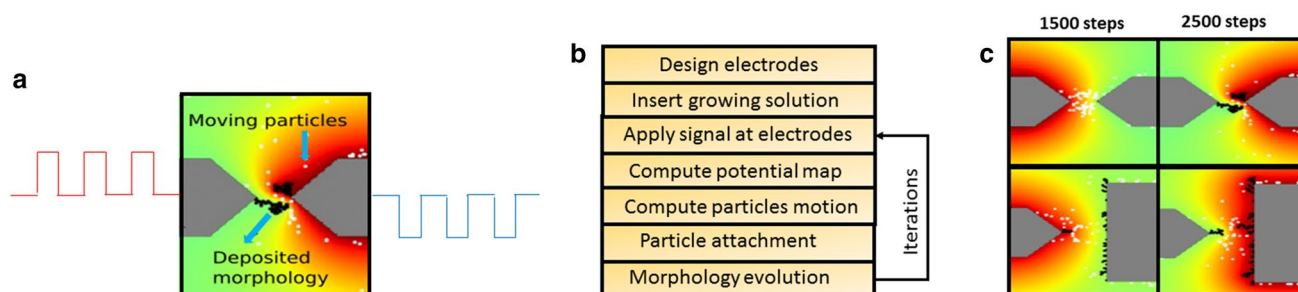 a
Moving particles
Deposited
morphology
b
Design electrodes
Insert growing solution
Apply signal at electrodes
Compute potential map
Compute particles motion
Particle attachment
Morphology evolution
Iterations
c
1500 steps
2500 steps